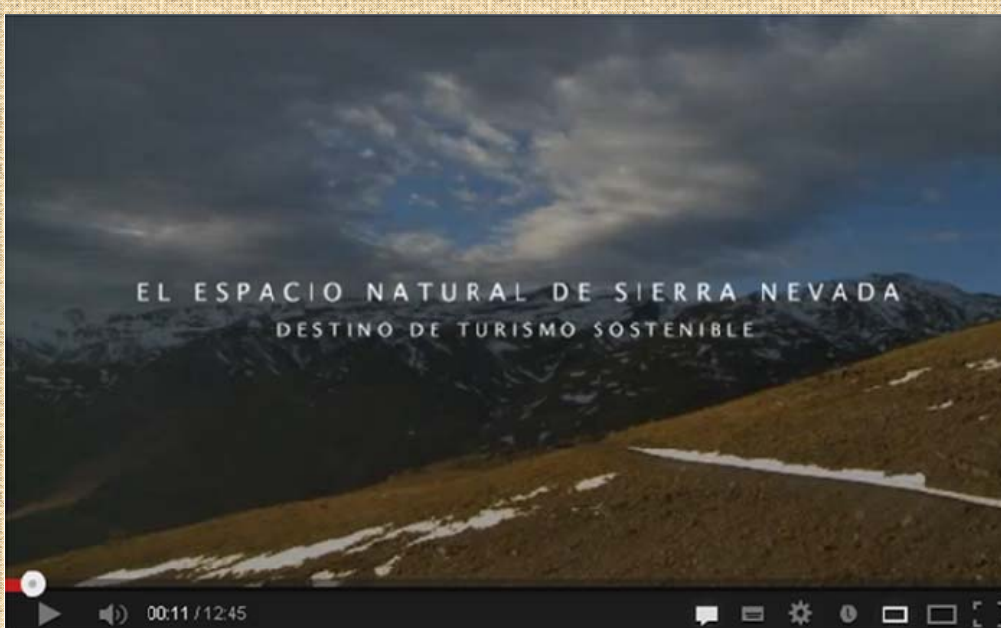 EL ESPACIO NATURAL DE SIERRA NEVADA
DESTINO DE TURISMO SOSTENIBLE
00:11 / 12:45